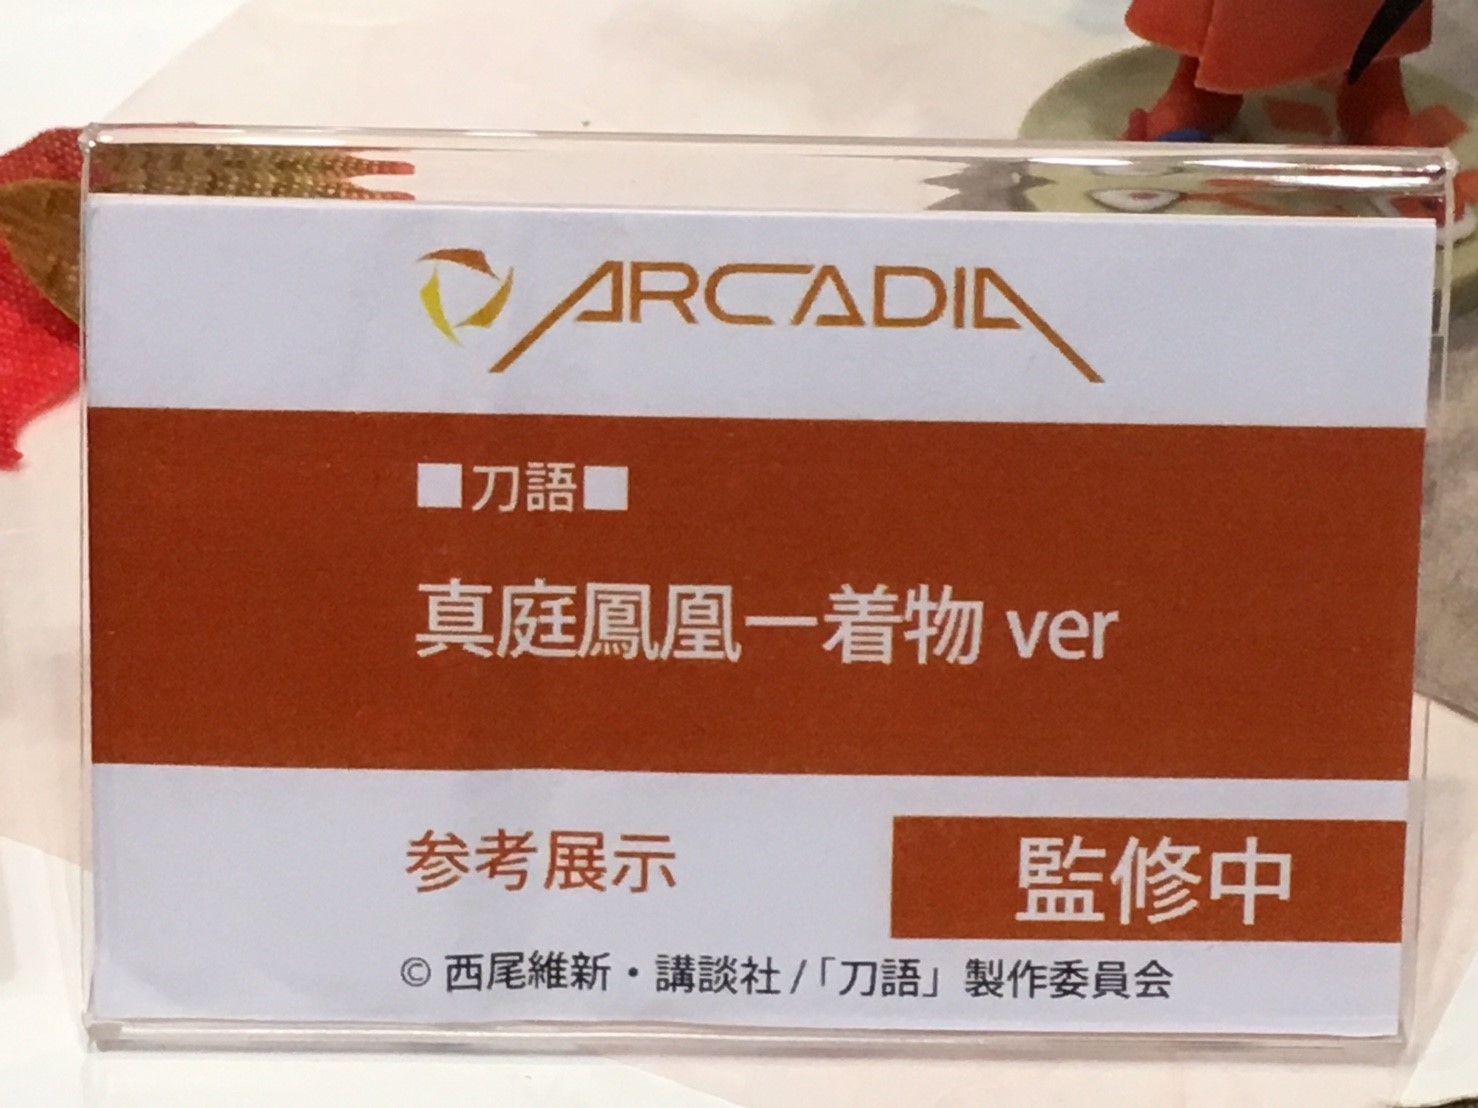 ARCADIA
■刀語■
真庭鳳凰ー着物 ver
参考展示
監修中
© 西尾維新・講談社 /「刀語」製作委員会